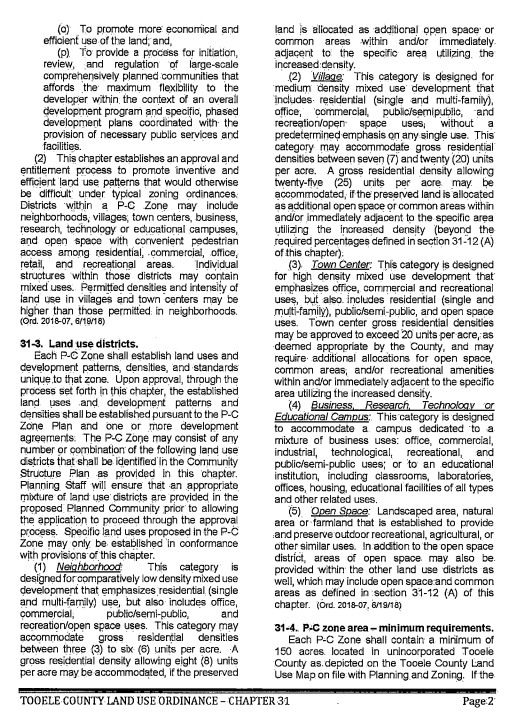 (o) To promote more economical and
efficient use of the land; and,
(p) To provide a process for initiation,
review, and regulation of large-scale
comprehensively planned communities that
affords the maximum flexibility to the
developer within the context of an overall
development program and specific, phased
development plans coordinated with the
provision of necessary public services and
facilities.
(2) This chapter establishes an approval and
entitlement process to promote inventive and
efficient land use patterns that would otherwise
be difficult under typical zoning ordinances.
Districts within a P-C Zone may include
neighborhoods, villages, town centers, business,
research, technology or educational campuses,
and open space with convenient pedestrian
access among residential, commercial, office,
retail, and recreational areas. Individual
structures within those districts may contain
mixed uses. Permitted densities and intensity of
land use in villages and town centers may be
higher than those permitted in neighborhoods.
(Ord. 2018-07, 6/19/18)
31-3. Land use districts.
Each P-C Zone shall establish land uses and
development patterns, densities, and standards
unique to that zone. Upon approval, through the
process set forth in this chapter, the established
land uses and development patterns and
densities shall be established pursuant to the P-C
Zone Plan and one or more development
agreements. The P-C Zone may consist of any
number or combination of the following land use
districts that shall be identified in the Community
Structure Plan as provided in this chapter.
Planning Staff will ensure that an appropriate
mixture of land use districts are provided in the
proposed Planned Community prior to allowing
the application to proceed through the approval
process. Specific land uses proposed in the P-C
Zone may only be established in conformance
with provisions of this chapter.
(1) Neighborhood: This category is
designed for comparatively low density mixed use
development that emphasizes residential (single
and multi-family) use, but also includes office,
commercial, public/semi-public, and
recreation/open space uses. This category may
accommodate gross residential densities
between three (3) to six (6) units per acre. A
gross residential density allowing eight (8) units
per acre may be accommodated, if the preserved
land is allocated as additional open space or
common areas within and/or immediately
adjacent to the specific area utilizing the
increased density.
(2) Village: This category is designed for
medium density mixed use development that
includes residential (single and multi-family),
office, commercial, public/semipublic, and
recreation/open space uses, without a
predetermined emphasis on any single use. This
category may accommodate gross residential
densities between seven (7) and twenty (20) units
per acre. A gross residential density allowing
twenty-five (25) units per acre may be
accommodated, if the preserved land is allocated
as additional open space or common areas within
and/or immediately adjacent to the specific area
utilizing the increased density (beyond the
required percentages defined in section 31-12 (A)
of this chapter).
(3) Town Center: This category is designed
for high density mixed use development that
emphasizes office, commercial and recreational
uses, but also includes residential (single and
multi-family), public/semi-public, and open space
uses. Town center gross residential densities
may be approved to exceed 20 units per acre, as
deemed appropriate by the County, and may
require additional allocations for open space,
common areas, and/or recreational amenities
within and/or immediately adjacent to the specific
area utilizing the increased density.
(4) Business, Research, Technology or
Educational Campus: This category is designed
to accommodate a campus dedicated to a
mixture of business uses: office, commercial,
industrial, technological, recreational, and
public/semi-public uses; or to an educational
institution, including classrooms, laboratories,
offices, housing, educational facilities of all types
and other related uses.
(5) Open Space: Landscaped area, natural
area or farmland that is established to provide
and preserve outdoor recreational, agricultural, or
other similar uses. In addition to the open space
district, areas of open space may also be
provided within the other land use districts as
well, which may include open space and common
areas as defined in section 31-12 (A) of this
chapter. (Ord. 2018-07, 6/19/18)
31-4. P-C zone area – minimum requirements.
Each P-C Zone shall contain a minimum of
150 acres located in unincorporated Tooele
County as depicted on the Tooele County Land
Use Map on file with Planning and Zoning. If the
TOOELE COUNTY LAND USE ORDINANCE – CHAPTER 31 Page 2